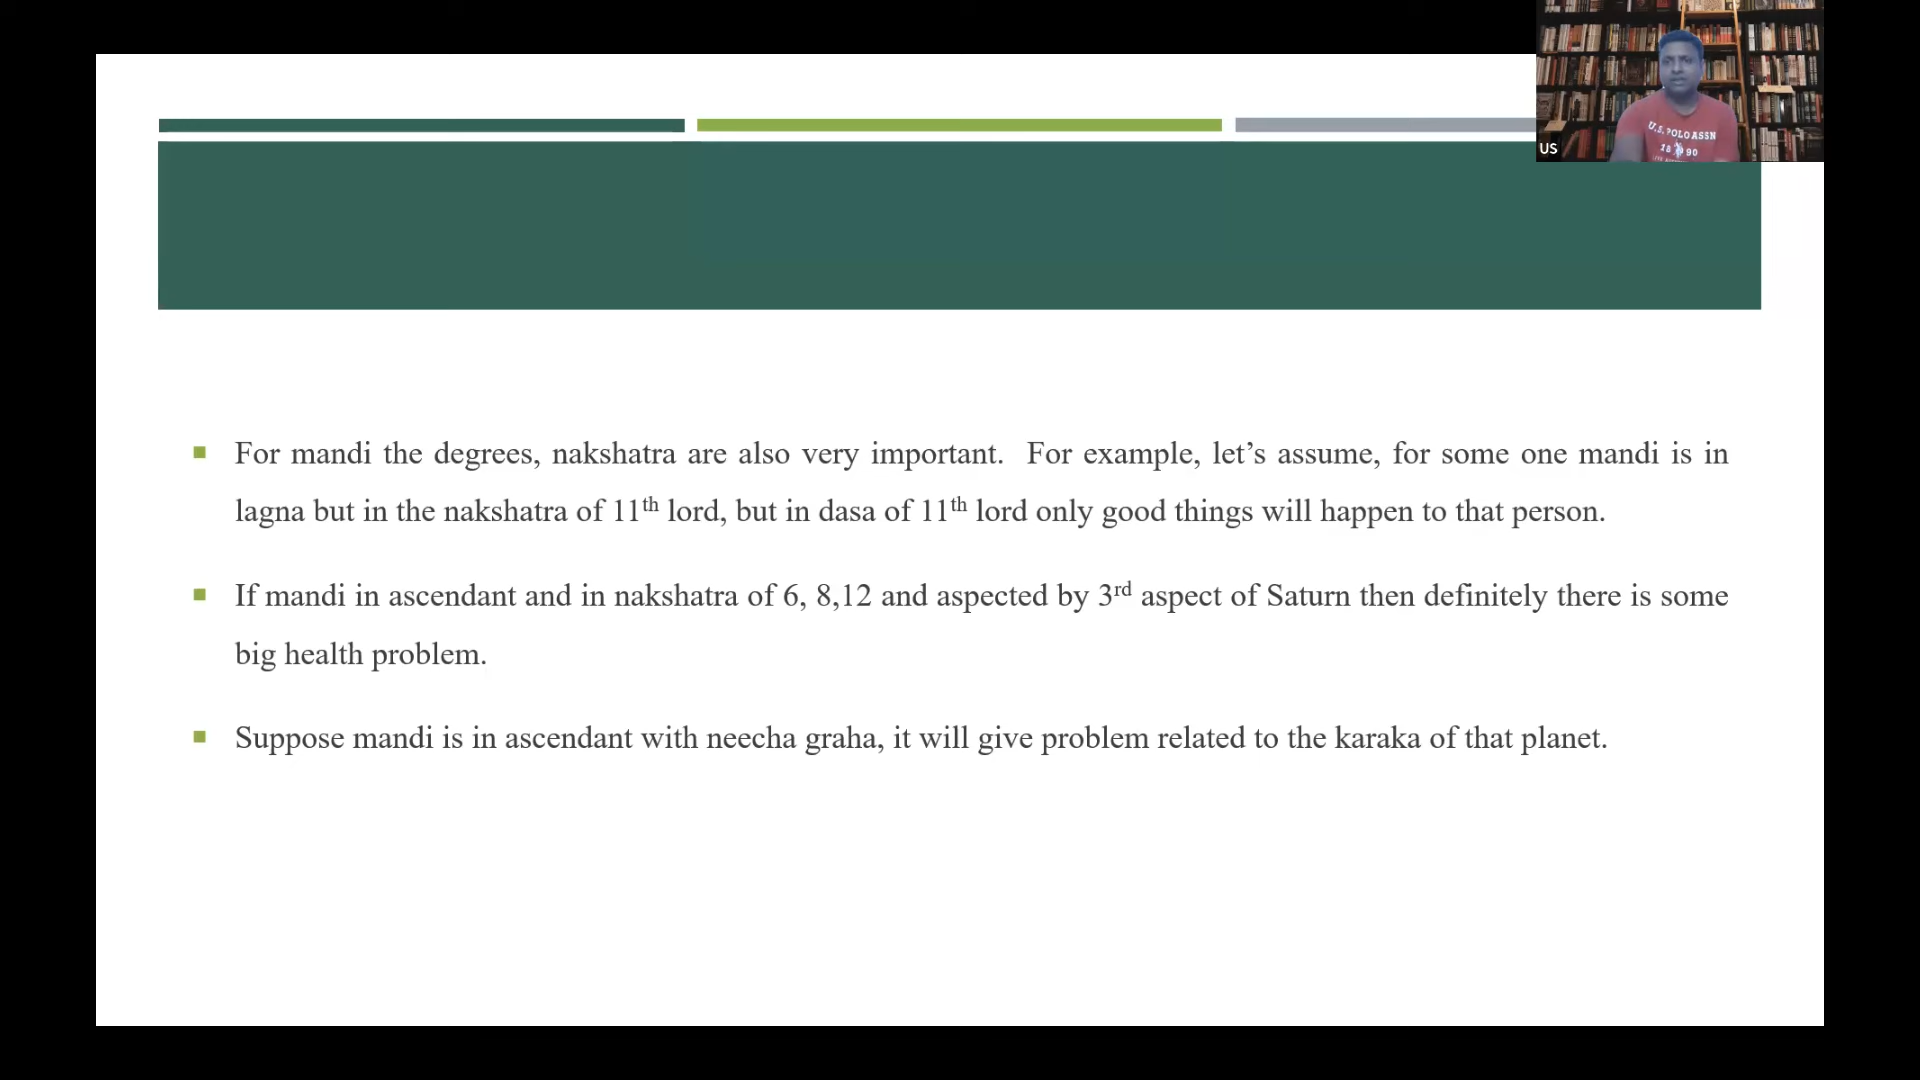 U.S. POLO ASSN
18 90
US
For mandi the degrees, nakshatra are also very important. For example, let’s assume, for some one mandi is in
lagna but in the nakshatra of 11th lord, but in dasa of 11th lord only good things will happen to that person.
If mandi in ascendant and in nakshatra of 6, 8,12 and aspected by 3rd aspect of Saturn then definitely there is some
big health problem.
Suppose mandi is in ascendant with neecha graha, it will give problem related to the karaka of that planet.